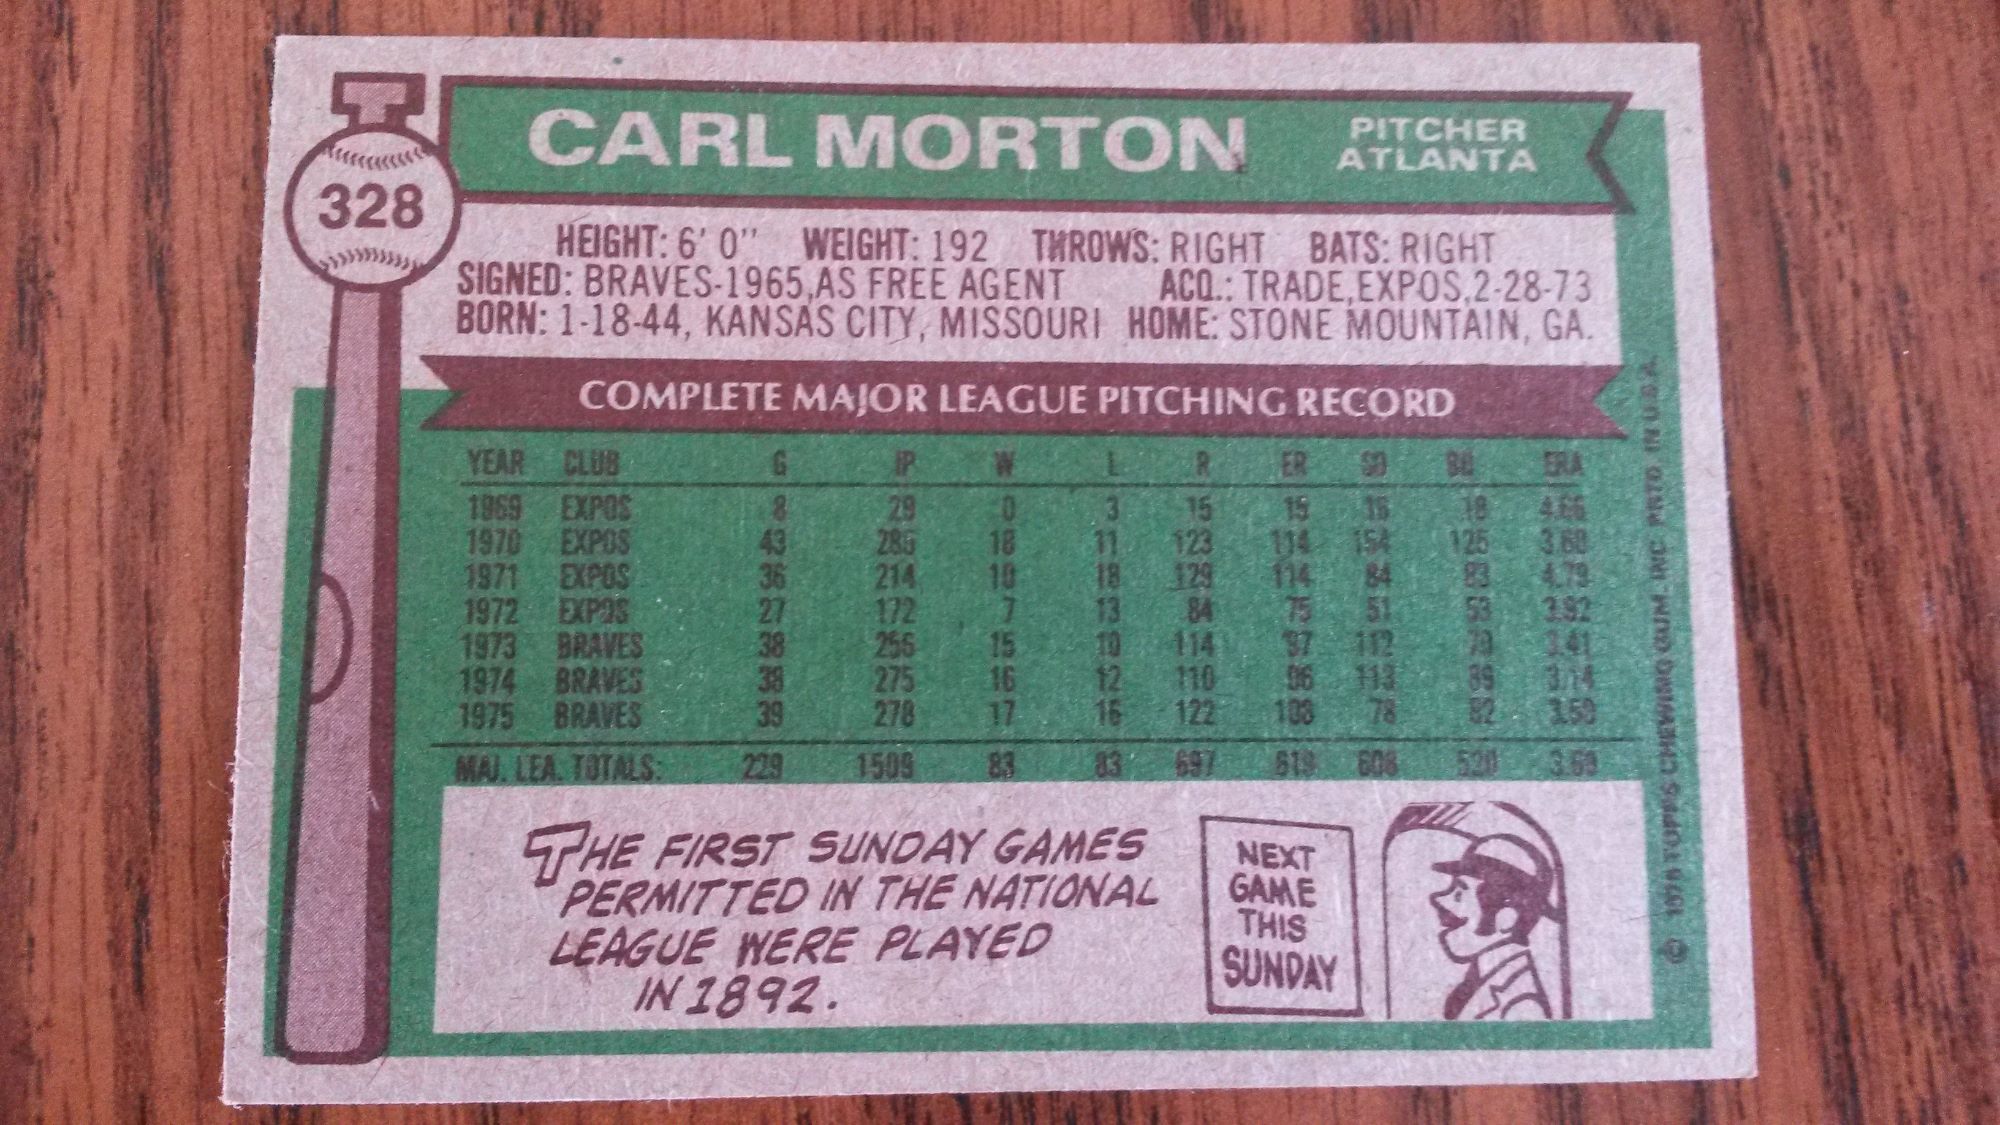 328
CARL MORTON
PITCHER
ATLANTA
HEIGHT: 6' 0" WEIGHT: 192 THROWS: RIGHT BATS: RIGHT
SIGNED: BRAVES-1965,AS FREE AGENT ACQ.: TRADE,EXPOS,2-28-73
BORN: 1-18-44, KANSAS CITY, MISSOURI HOME: STONE MOUNTAIN, GA.
COMPLETE MAJOR LEAGUE PITCHING RECORD
YEAR CLUB G IP W L R ER SO BB ERA
1969 EXPOS 8 29 0 3 15 15 16 18 4.66
1970 EXPOS 43 285 18 11 123 114 154 125 3.60
1971 EXPOS 36 214 10 18 129 114 84 83 4.79
1972 EXPOS 27 172 7 13 84 75 51 53 3.92
1973 BRAVES 38 256 15 10 114 97 112 70 3.41
1974 BRAVES 38 275 16 12 110 96 113 89 3.14
1975 BRAVES 39 278 17 16 122 108 78 82 3.50
MAJ. LEA. TOTALS: 229 1509 83 83 697 619 608 520 3.69
THE FIRST SUNDAY GAMES
PERMITTED IN THE NATIONAL
LEAGUE WERE PLAYED
IN 1892.
NEXT
GAME
THIS
SUNDAY
© 1976 TOPPS CHEWING GUM, INC. PRTD. IN U.S.A.